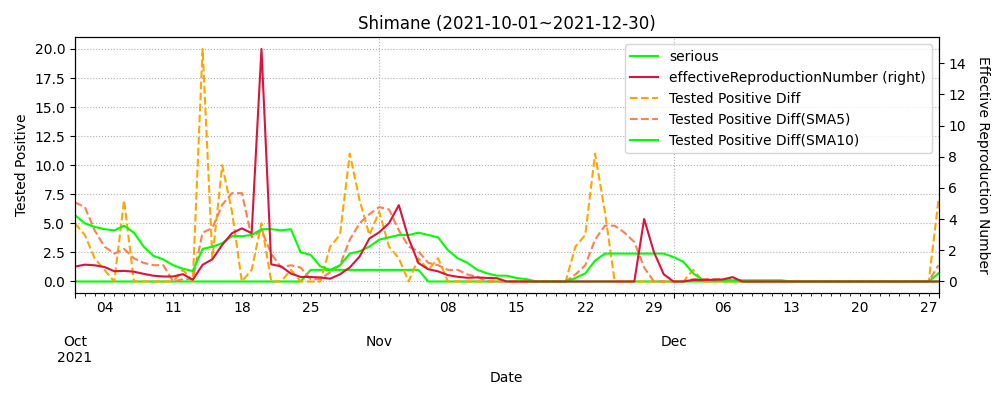 Shimane (2021-10-01~2021-12-30)
serious
effectiveReproductionNumber (right)
Tested Positive Diff
Tested Positive Diff(SMA5)
Tested Positive Diff(SMA10)
Tested Positive
20.0
17.5
15.0
12.5
10.0
7.5
5.0
2.5
0.0
14
12
10
8
6
4
2
0
Effective Reproduction Number
04 11 18 25 08 15 22 29 06 13 20 27
Oct Nov Dec
2021
Date